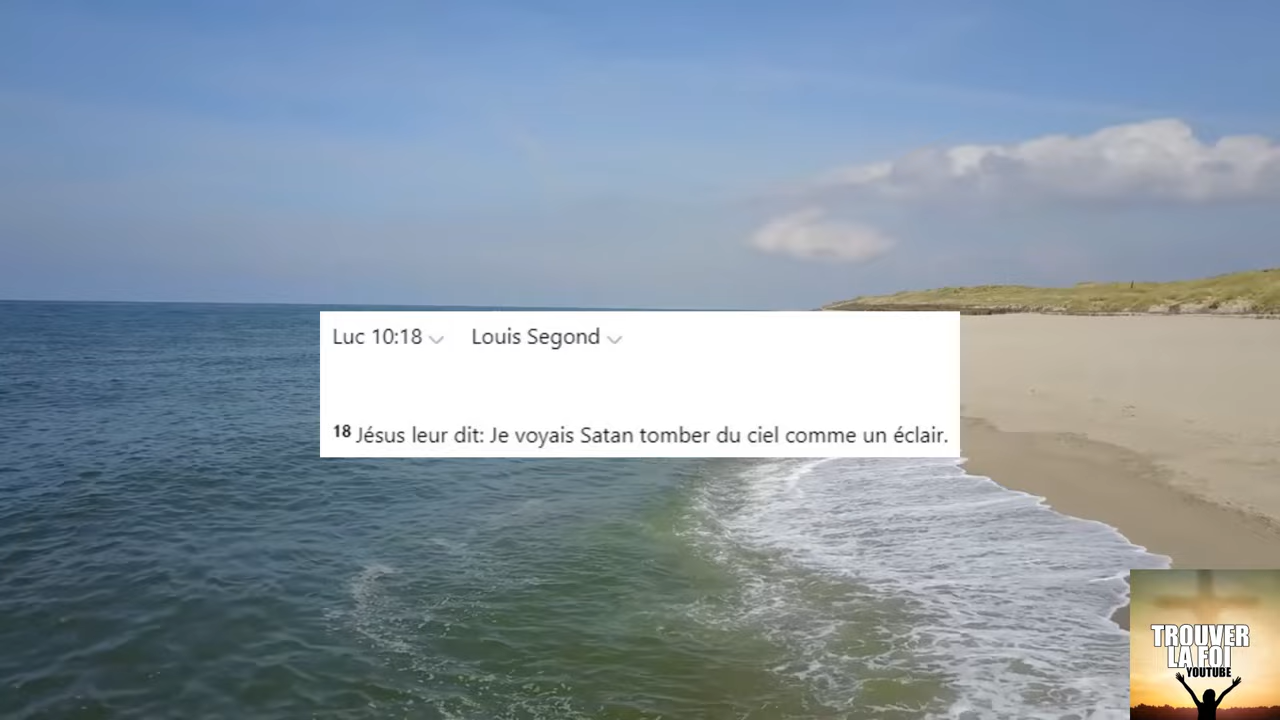 Luc 10:18 Louis Segond
18 Jésus leur dit: Je voyais Satan tomber du ciel comme un éclair.
TROUVER
LA FOI
YOUTUBE